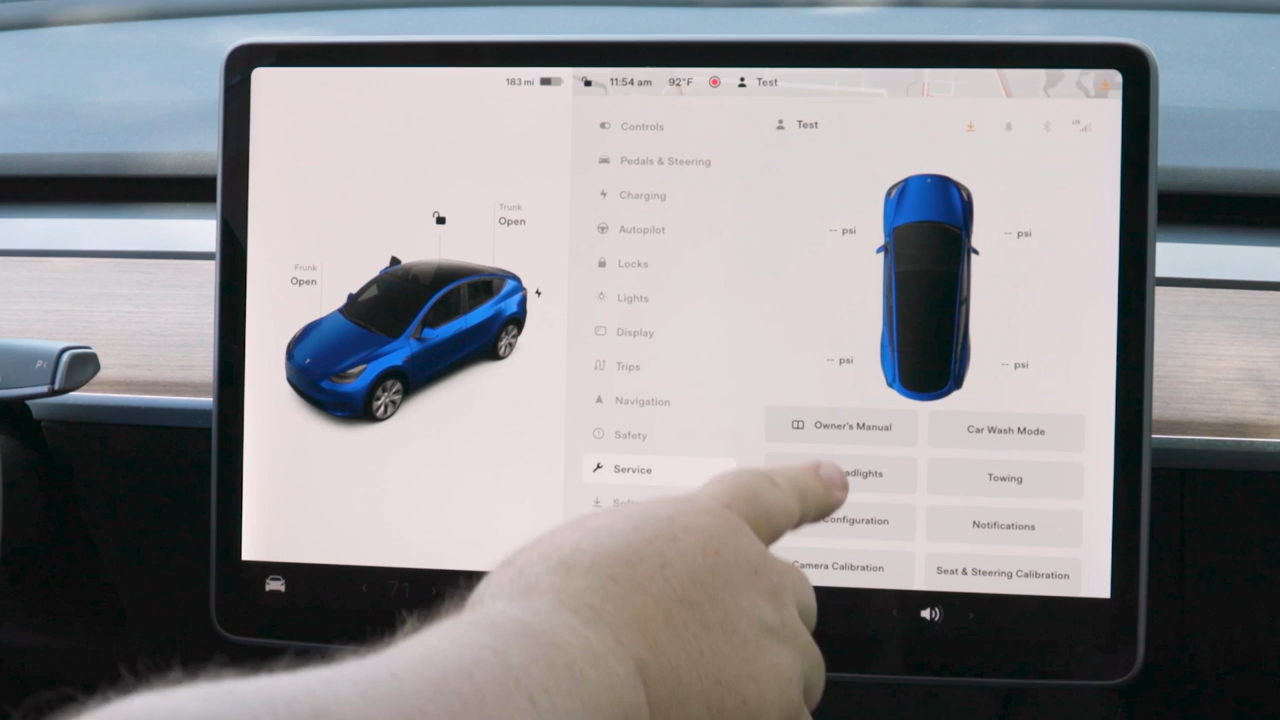 183 mi
11:54 am
92°F
Test
Trunk
Open
Frunk
Open
Controls
Pedals & Steering
Charging
Autopilot
Locks
Lights
Display
Trips
Navigation
Safety
Service
Test
LTE
-- psi
-- psi
-- psi
-- psi
Owner's Manual
Car Wash Mode
Towing
Configuration
Notifications
Camera Calibration
Seat & Steering Calibration
71
P